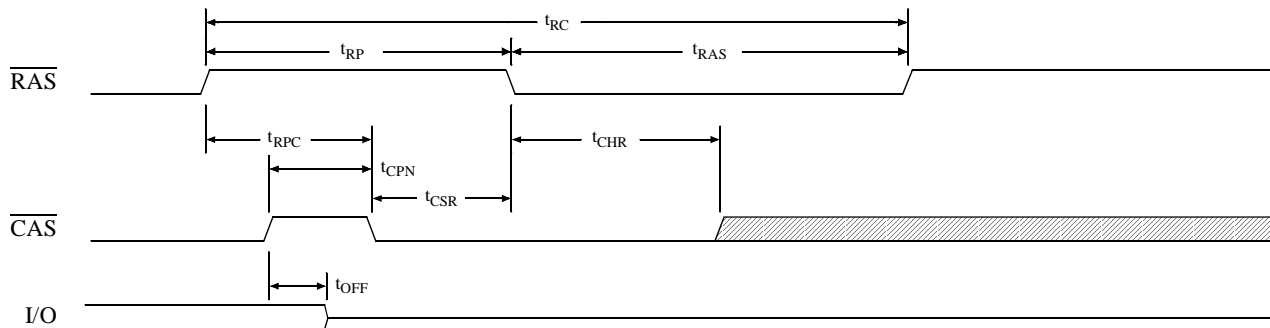 tRC
tRP
tRAS
RAS
tRPC
tCHR
tCPN
tCSR
CAS
tOFF
I/O